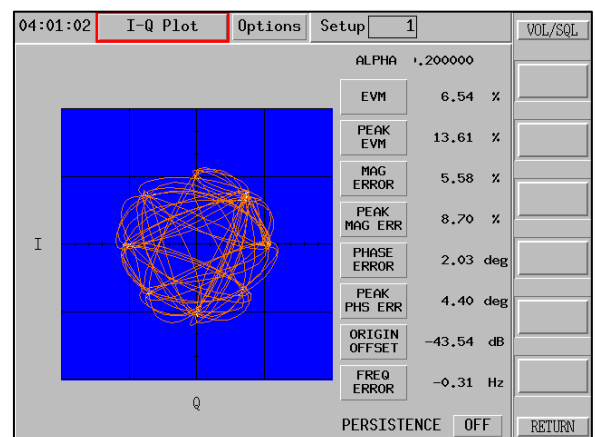 04:01:02 I-Q Plot Options Setup 1 VOL/SQL
ALPHA .200000
EVM 6.54 %
PEAK EVM 13.61 %
MAG ERROR 5.58 %
PEAK MAG ERR 8.70 %
PHASE ERROR 2.03 deg
I
PEAK PHS ERR 4.40 deg
ORIGIN OFFSET -43.54 dB
FREQ ERROR -0.31 Hz
Q
PERSISTENCE OFF RETURN